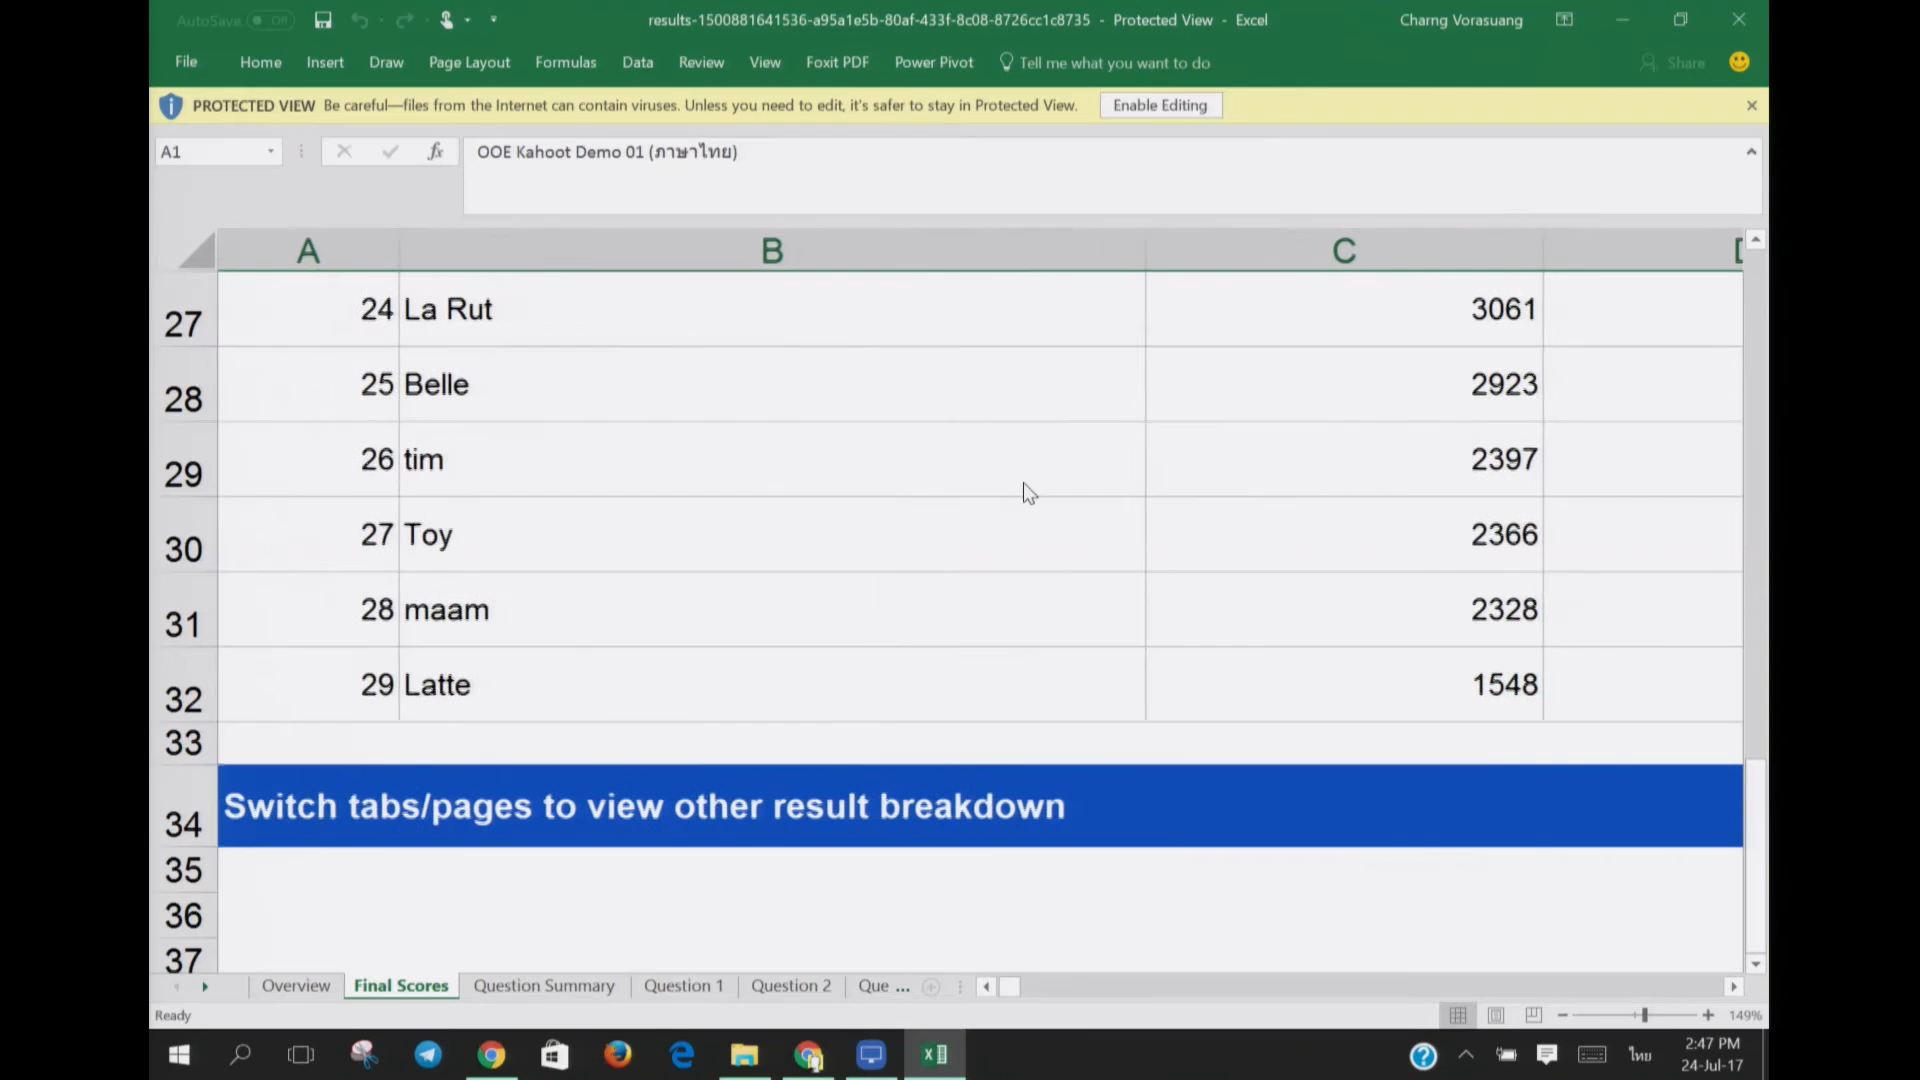 AutoSave Off
results-1500881641536-a95a1e5b-80af-433f-8c08-8726cc1c8735 - Protected View - Excel
Charng Vorasuang
File Home Insert Draw Page Layout Formulas Data Review View Foxit PDF Power Pivot Tell me what you want to do Share
PROTECTED VIEW Be careful—files from the Internet can contain viruses. Unless you need to edit, it's safer to stay in Protected View. Enable Editing
A1 fx OOE Kahoot Demo 01 (ภาษาไทย)
A B C D
27 24 La Rut 3061
28 25 Belle 2923
29 26 tim 2397
30 27 Toy 2366
31 28 maam 2328
32 29 Latte 1548
33
34 Switch tabs/pages to view other result breakdown
35
36
37
Overview Final Scores Question Summary Question 1 Question 2 Que ...
Ready 149%
ไทย 2:47 PM
24-Jul-17